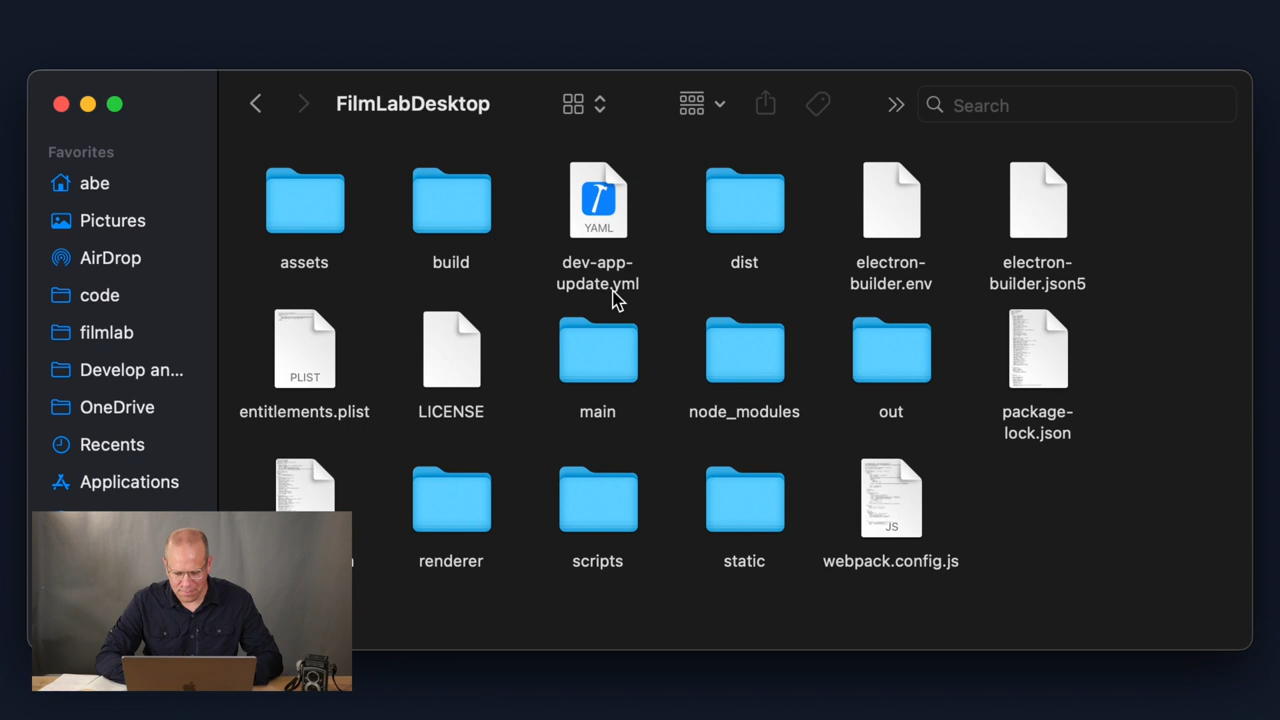 FilmLabDesktop
Search
Favorites
abe
Pictures
AirDrop
code
filmlab
Develop an...
OneDrive
Recents
Applications
YAML
assets
build
dev-app-
update.yml
dist
electron-
builder.env
electron-
builder.json5
PLIST
entitlements.plist
LICENSE
main
node_modules
out
package-
lock.json
JS
renderer
scripts
static
webpack.config.js